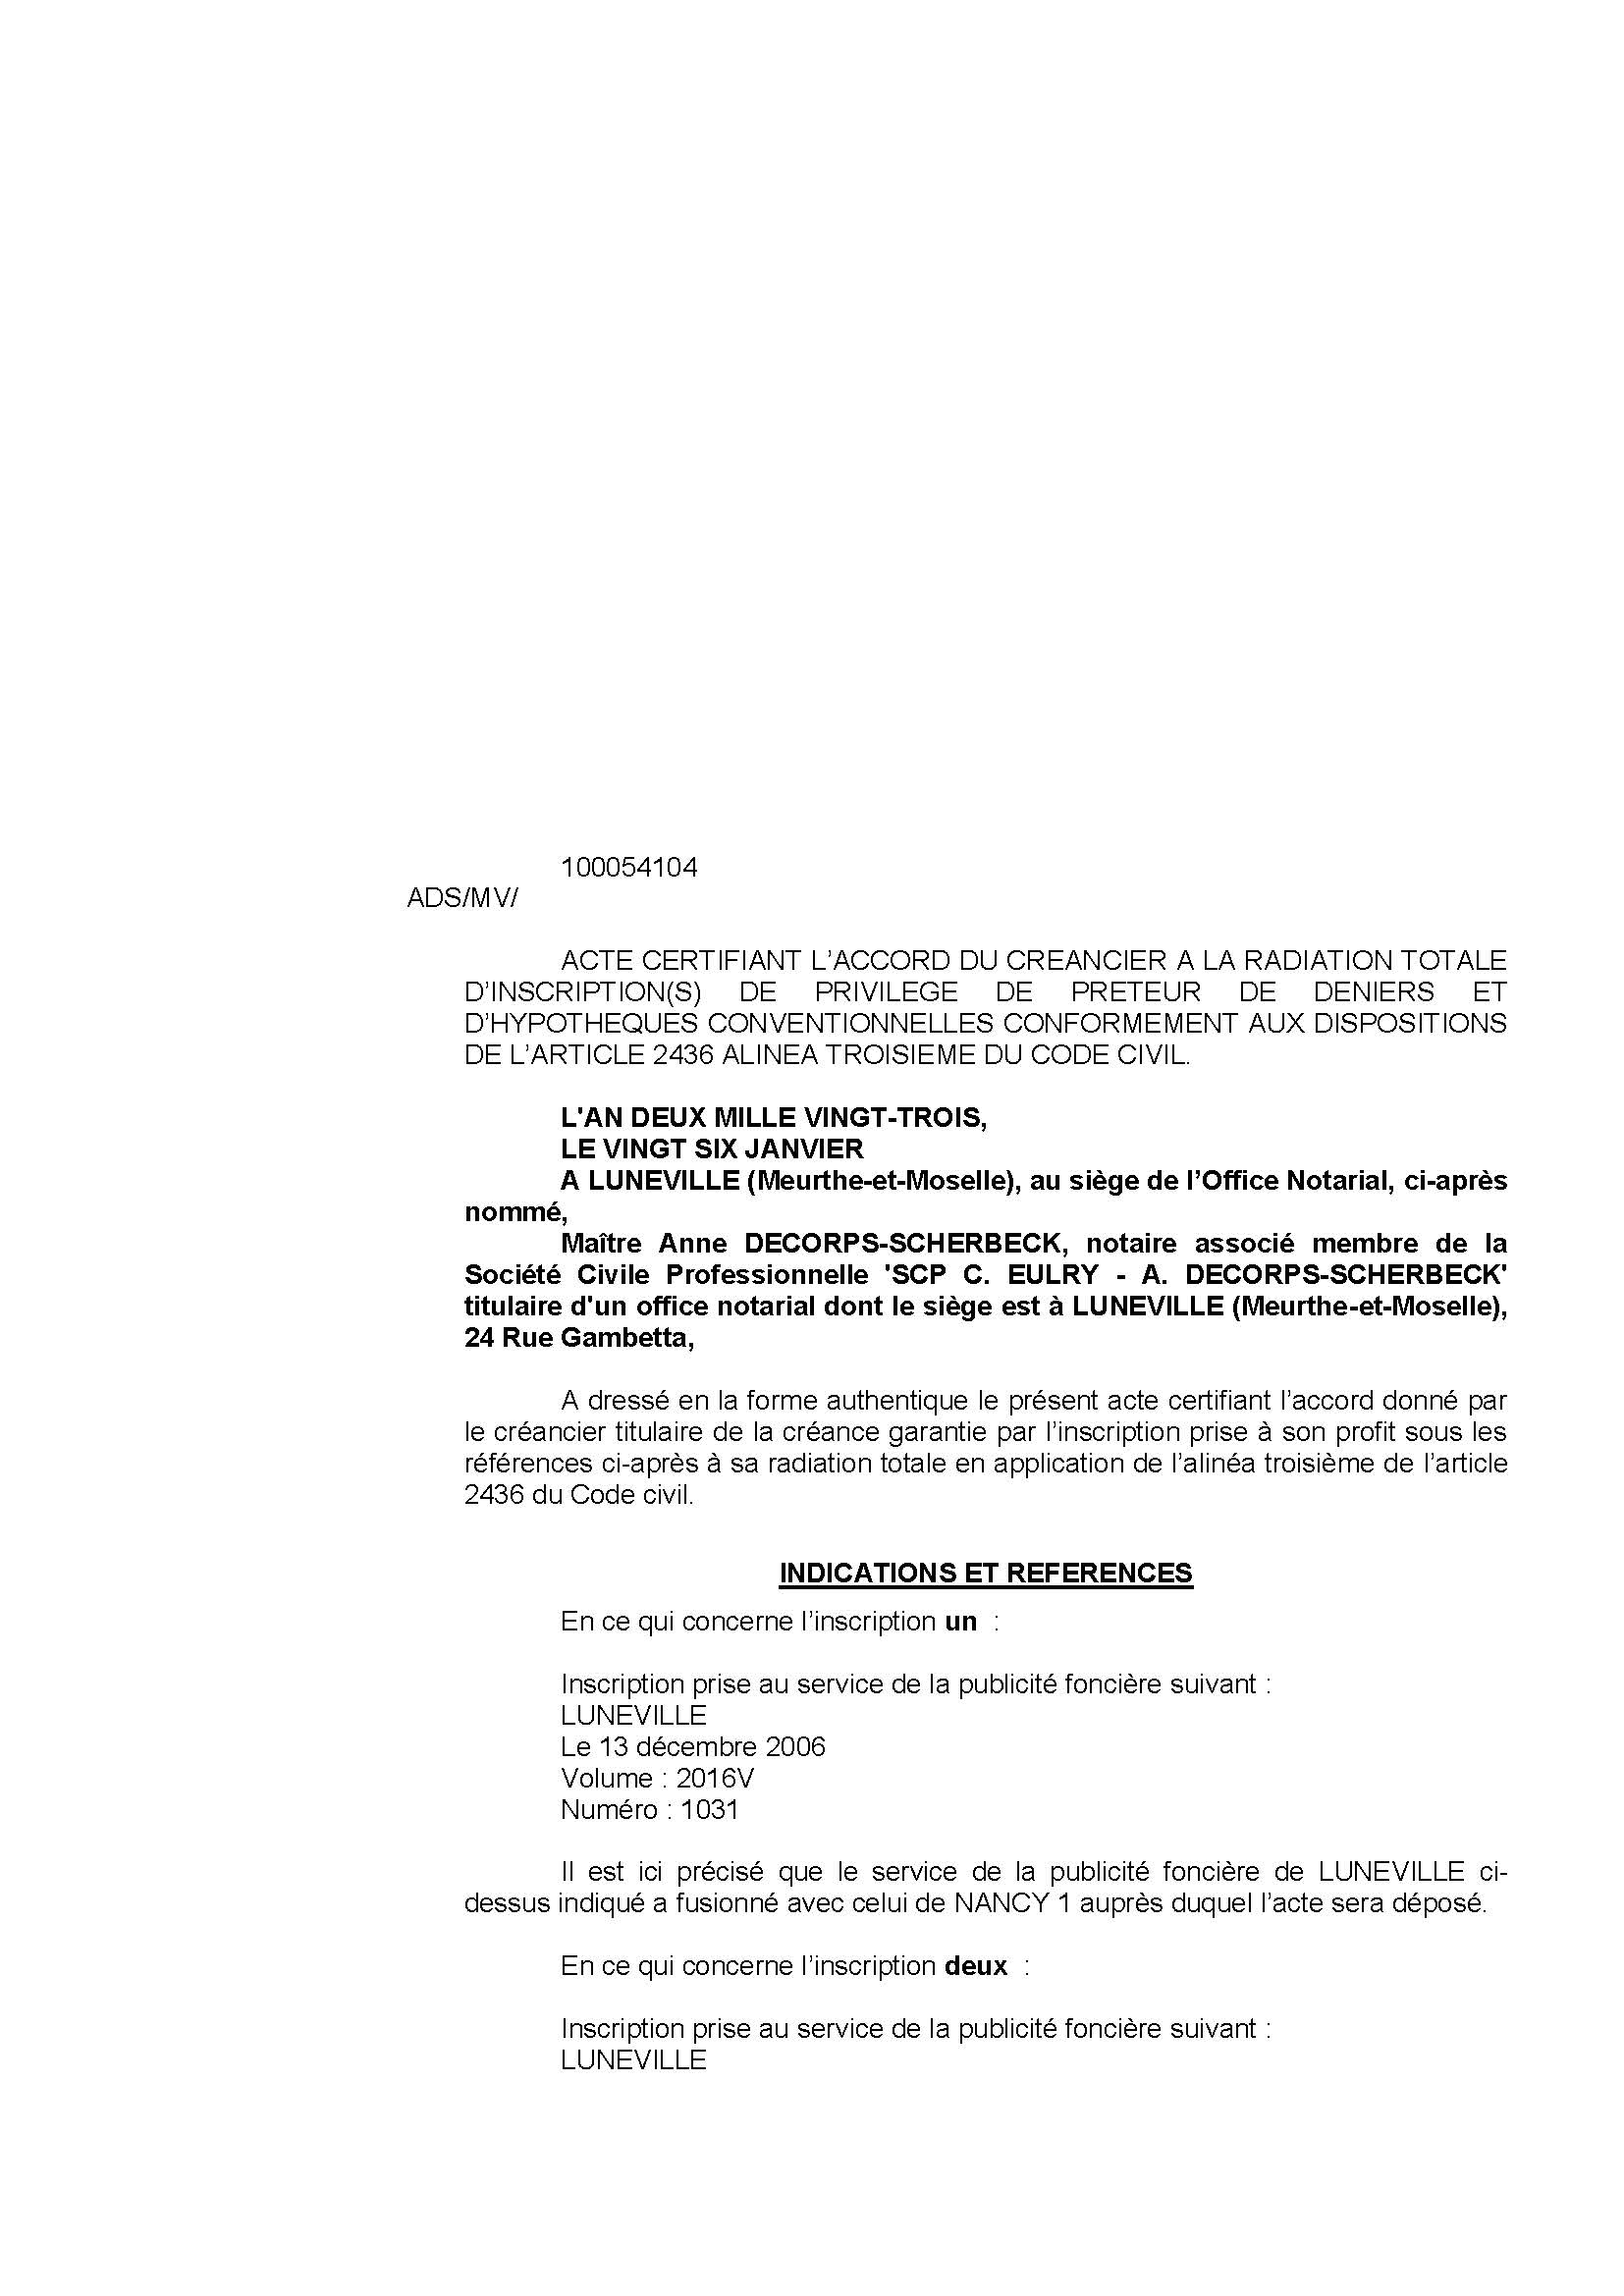 100054104
ADS/MV/
ACTE CERTIFIANT L’ACCORD DU CREANCIER A LA RADIATION TOTALE
D’INSCRIPTION(S) DE PRIVILEGE DE PRETEUR DE DENIERS ET
D’HYPOTHEQUES CONVENTIONNELLES CONFORMEMENT AUX DISPOSITIONS
DE L’ARTICLE 2436 ALINEA TROISIEME DU CODE CIVIL.
L'AN DEUX MILLE VINGT-TROIS,
LE VINGT SIX JANVIER
A LUNEVILLE (Meurthe-et-Moselle), au siège de l’Office Notarial, ci-après
nommé,
Maître Anne DECORPS-SCHERBECK, notaire associé membre de la
Société Civile Professionnelle 'SCP C. EULRY - A. DECORPS-SCHERBECK'
titulaire d'un office notarial dont le siège est à LUNEVILLE (Meurthe-et-Moselle),
24 Rue Gambetta,
A dressé en la forme authentique le présent acte certifiant l’accord donné par
le créancier titulaire de la créance garantie par l’inscription prise à son profit sous les
références ci-après à sa radiation totale en application de l’alinéa troisième de l’article
2436 du Code civil.
INDICATIONS ET REFERENCES
En ce qui concerne l’inscription un :
Inscription prise au service de la publicité foncière suivant :
LUNEVILLE
Le 13 décembre 2006
Volume : 2016V
Numéro : 1031
Il est ici précisé que le service de la publicité foncière de LUNEVILLE ci-
dessus indiqué a fusionné avec celui de NANCY 1 auprès duquel l’acte sera déposé.
En ce qui concerne l’inscription deux :
Inscription prise au service de la publicité foncière suivant :
LUNEVILLE